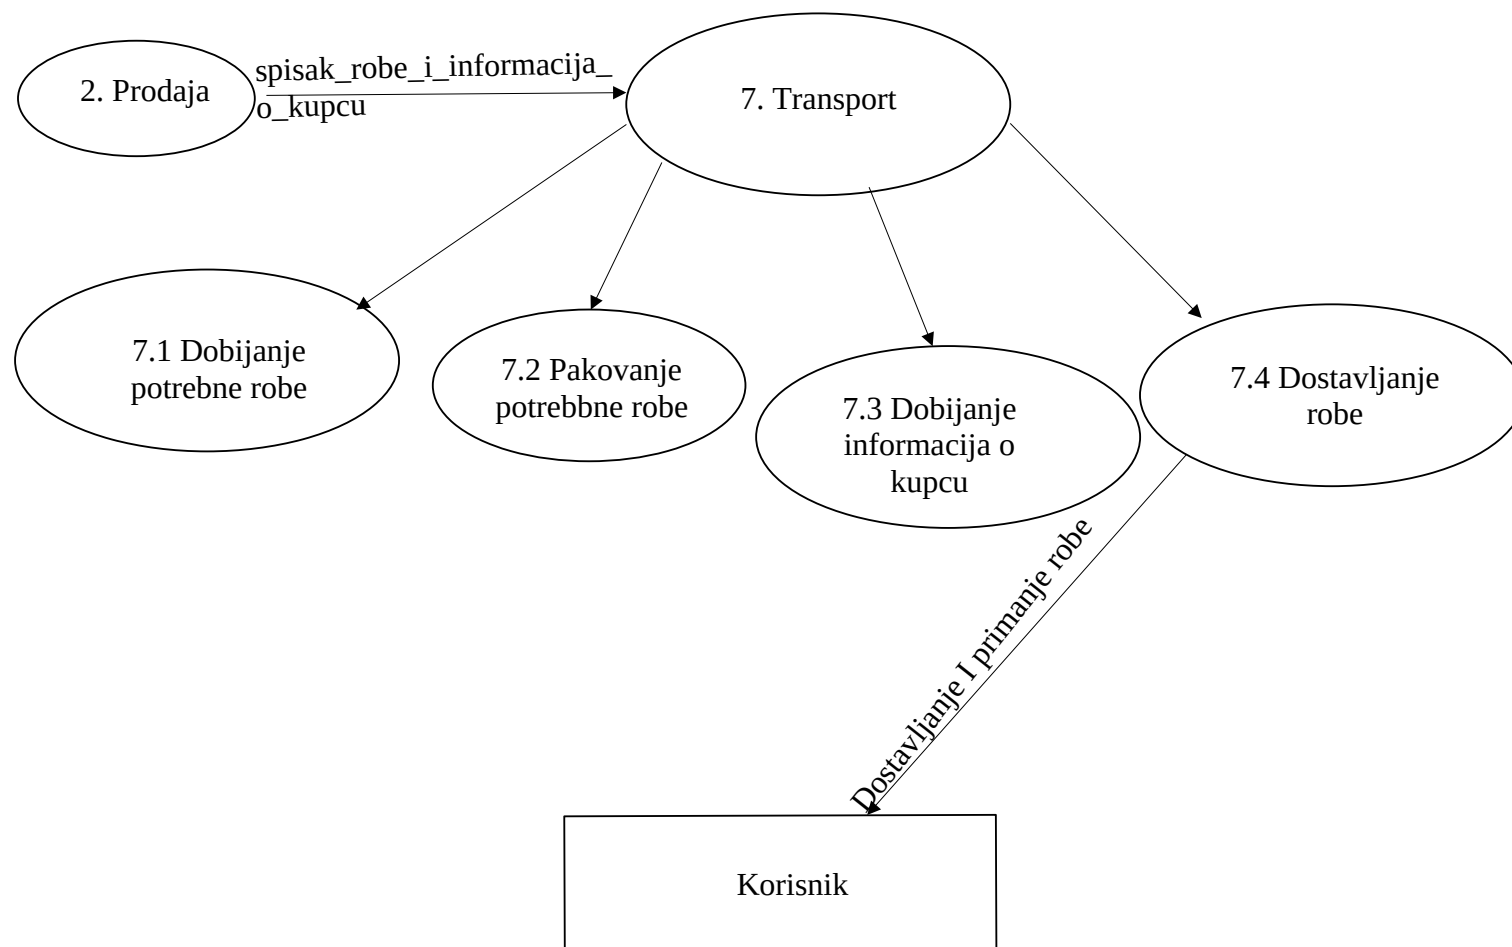 2. Prodaja
spisak_robe_i_informacija_
o_kupcu
7. Transport
7.1 Dobijanje
potrebne robe
7.2 Pakovanje
potrebbne robe
7.3 Dobijanje
informacija o
kupcu
7.4 Dostavljanje
robe
Dostavljanje I primanje robe
Korisnik